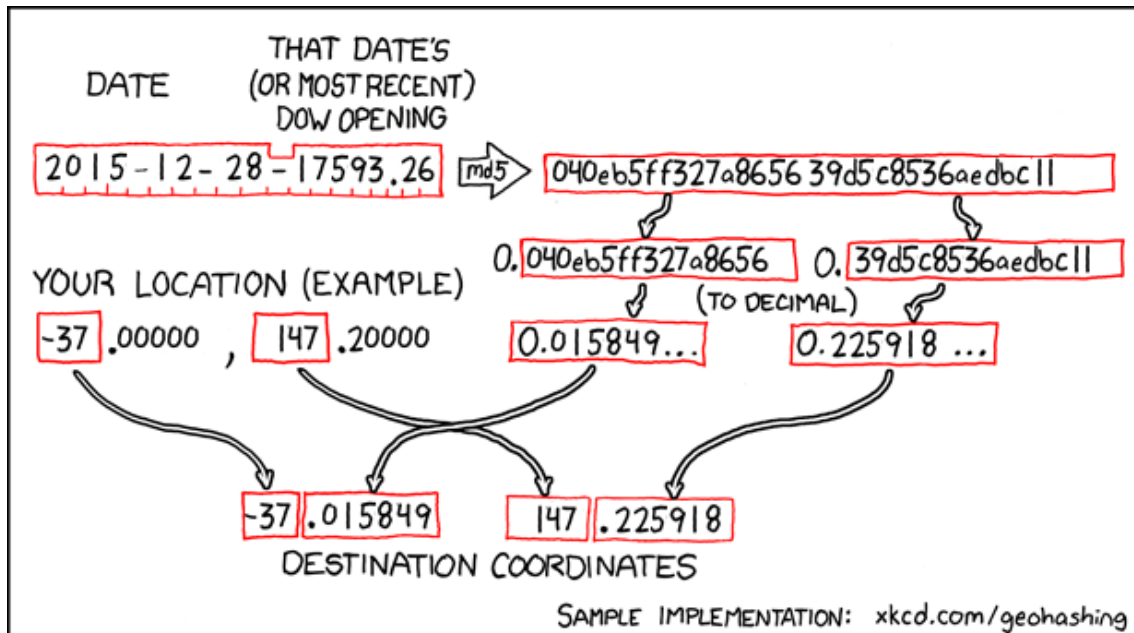 DATE
THAT DATE'S
(OR MOST RECENT)
DOW OPENING
2015-12-28-17593.26
md5
040eb5ff327a865639d5c8536aedbc11
0.040eb5ff327a8656
0.39d5c8536aedbc11
(TO DECIMAL)
YOUR LOCATION (EXAMPLE)
-37.00000, 147.20000
0.015849...
0.225918...
-37.015849
147.225918
DESTINATION COORDINATES
SAMPLE IMPLEMENTATION: xkcd.com/geohashing